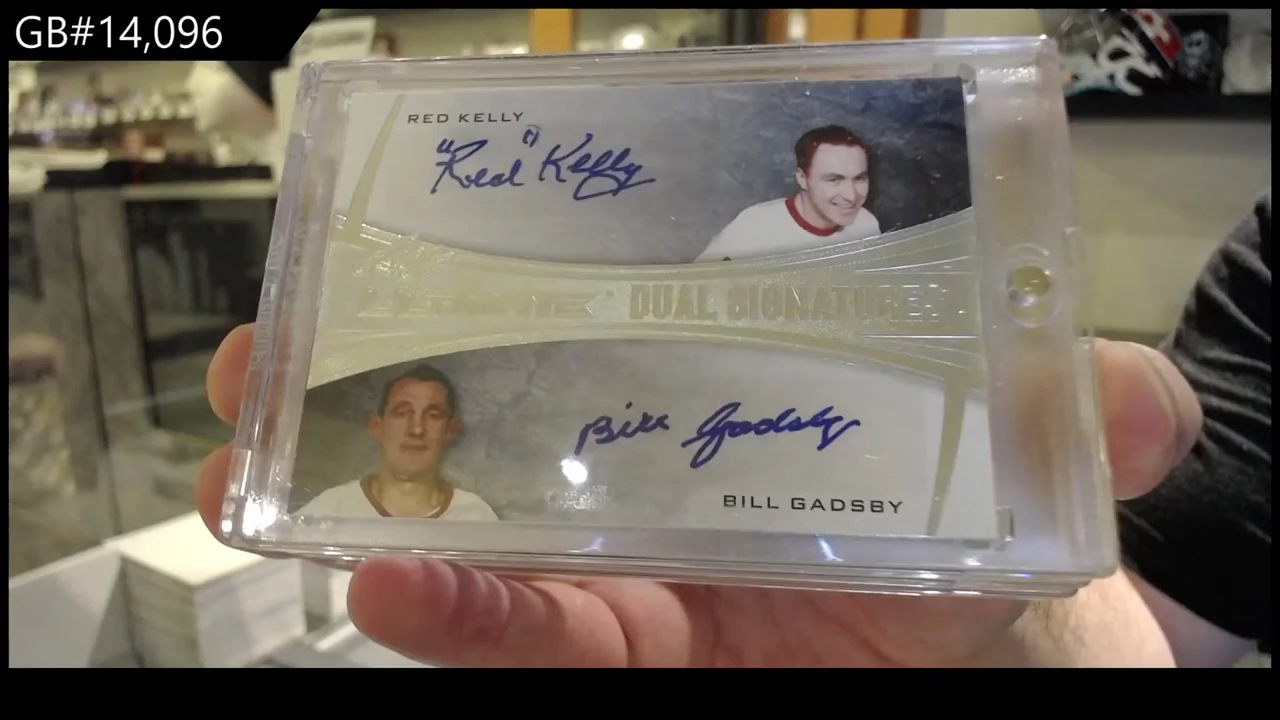 GB#14,096
RED KELLY
"Red" Kelly
DUAL SIGNATURES
Bill Gadsby
BILL GADSBY